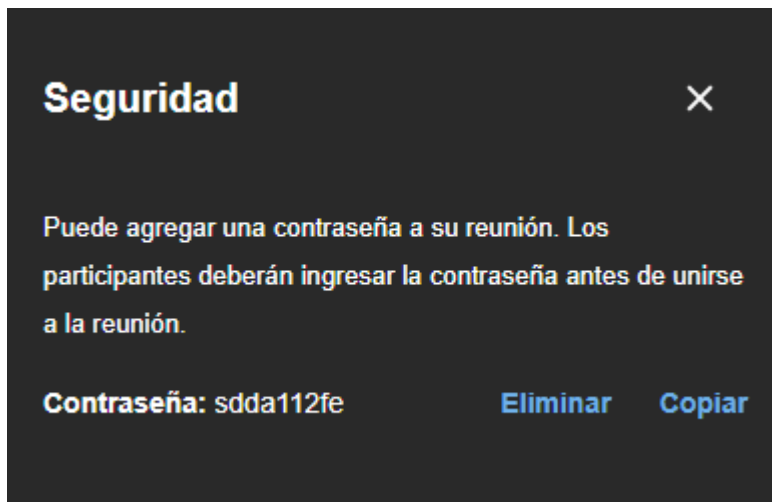 Seguridad
Puede agregar una contraseña a su reunión. Los
participantes deberán ingresar la contraseña antes de unirse
a la reunión.
Contraseña: sdda112fe Eliminar Copiar